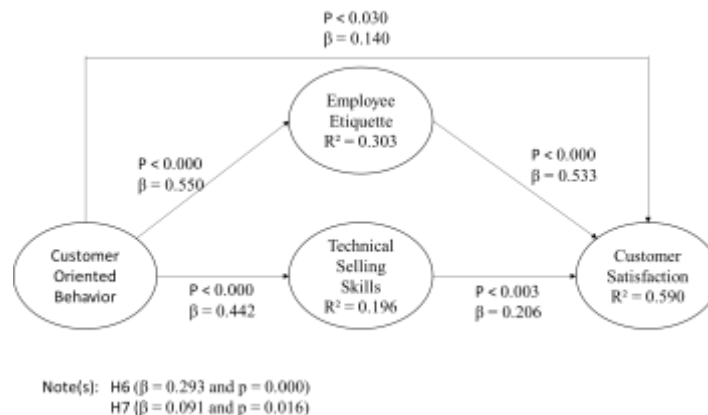 P < 0.030
β = 0.140
Employee
Etiquette
R² = 0.303
P < 0.000
β = 0.550
P < 0.000
β = 0.533
Customer
Oriented
Behavior
Technical
Selling
Skills
R² = 0.196
Customer
Satisfaction
R² = 0.590
P < 0.000
β = 0.442
P < 0.003
β = 0.206
Note(s): H6 (β = 0.293 and p = 0.000)
H7 (β = 0.091 and p = 0.016)